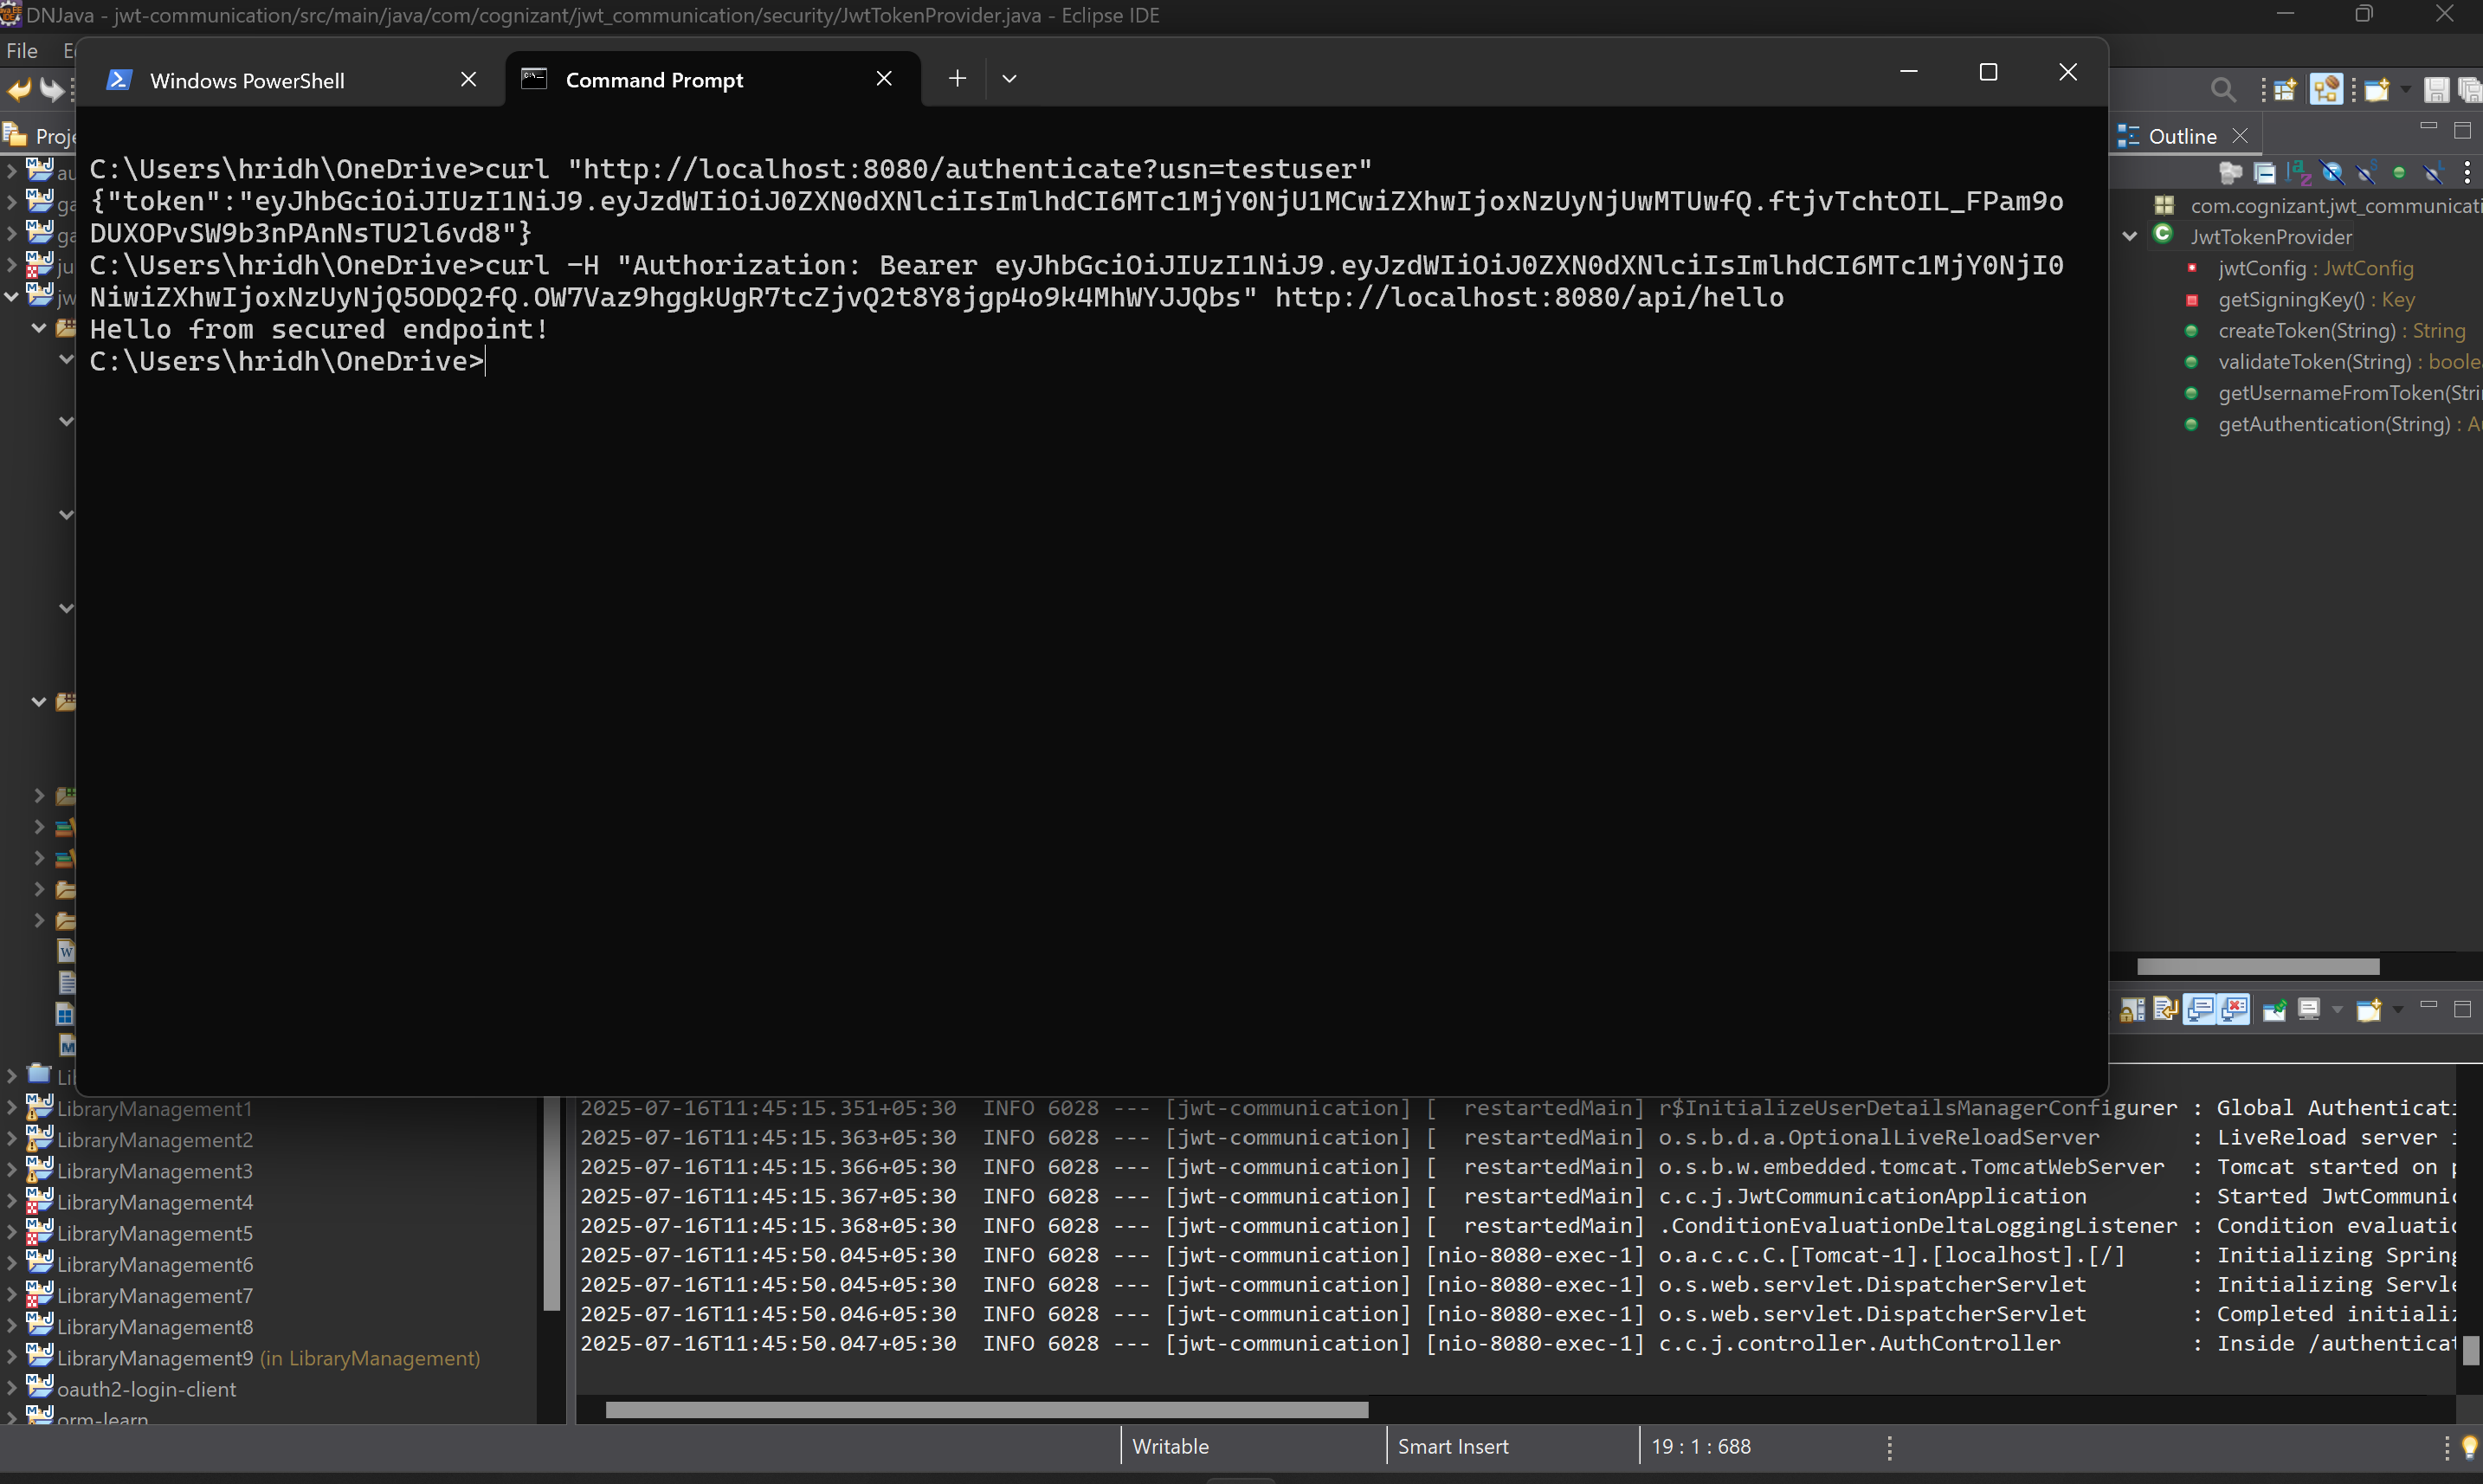 DNJava - jwt-communication/src/main/java/com/cognizant/jwt_communication/security/JwtTokenProvider.java - Eclipse IDE
File
Windows PowerShell
Command Prompt
C:\Users\hridh\OneDrive>curl "http://localhost:8080/authenticate?usn=testuser"
{"token":"eyJhbGciOiJIUzI1NiJ9.eyJzdWIiOiJ0ZXN0dXNlciIsImlhdCI6MTc1MjY0NjU1MCwiZXhwIjoxNzUyNjUwMTUwfQ.ftjvTchtOIL_FPam9o
DUXOPvSW9b3nPAnNsTU2l6vd8"}
C:\Users\hridh\OneDrive>curl -H "Authorization: Bearer eyJhbGciOiJIUzI1NiJ9.eyJzdWIiOiJ0ZXN0dXNlciIsImlhdCI6MTc1MjY0NjI0
NiwiZXhwIjoxNzUyNjQ5ODQ2fQ.OW7Vaz9hggkUgR7tcZjvQ2t8Y8jgp4o9k4MhWYJJQbs" http://localhost:8080/api/hello
Hello from secured endpoint!
C:\Users\hridh\OneDrive>
Outline
com.cognizant.jwt_communicati
JwtTokenProvider
jwtConfig : JwtConfig
getSigningKey() : Key
createToken(String) : String
validateToken(String) : boole
getUsernameFromToken(Stri
getAuthentication(String) : A
Proje
au
ga
ga
ju
jw
Li
LibraryManagement1
LibraryManagement2
LibraryManagement3
LibraryManagement4
LibraryManagement5
LibraryManagement6
LibraryManagement7
LibraryManagement8
LibraryManagement9 (in LibraryManagement)
oauth2-login-client
orm-learn
2025-07-16T11:45:15.351+05:30 INFO 6028 --- [jwt-communication] [ restartedMain] r$InitializeUserDetailsManagerConfigurer : Global Authenticati
2025-07-16T11:45:15.363+05:30 INFO 6028 --- [jwt-communication] [ restartedMain] o.s.b.d.a.OptionalLiveReloadServer : LiveReload server i
2025-07-16T11:45:15.366+05:30 INFO 6028 --- [jwt-communication] [ restartedMain] o.s.b.w.embedded.tomcat.TomcatWebServer : Tomcat started on p
2025-07-16T11:45:15.367+05:30 INFO 6028 --- [jwt-communication] [ restartedMain] c.c.j.JwtCommunicationApplication : Started JwtCommunic
2025-07-16T11:45:15.368+05:30 INFO 6028 --- [jwt-communication] [ restartedMain] .ConditionEvaluationDeltaLoggingListener : Condition evaluatio
2025-07-16T11:45:50.045+05:30 INFO 6028 --- [jwt-communication] [nio-8080-exec-1] o.a.c.c.C.[Tomcat-1].[localhost].[/] : Initializing Spring
2025-07-16T11:45:50.045+05:30 INFO 6028 --- [jwt-communication] [nio-8080-exec-1] o.s.web.servlet.DispatcherServlet : Initializing Servle
2025-07-16T11:45:50.046+05:30 INFO 6028 --- [jwt-communication] [nio-8080-exec-1] o.s.web.servlet.DispatcherServlet : Completed initializ
2025-07-16T11:45:50.047+05:30 INFO 6028 --- [jwt-communication] [nio-8080-exec-1] c.c.j.controller.AuthController : Inside /authenticat
Writable
Smart Insert
19 : 1 : 688